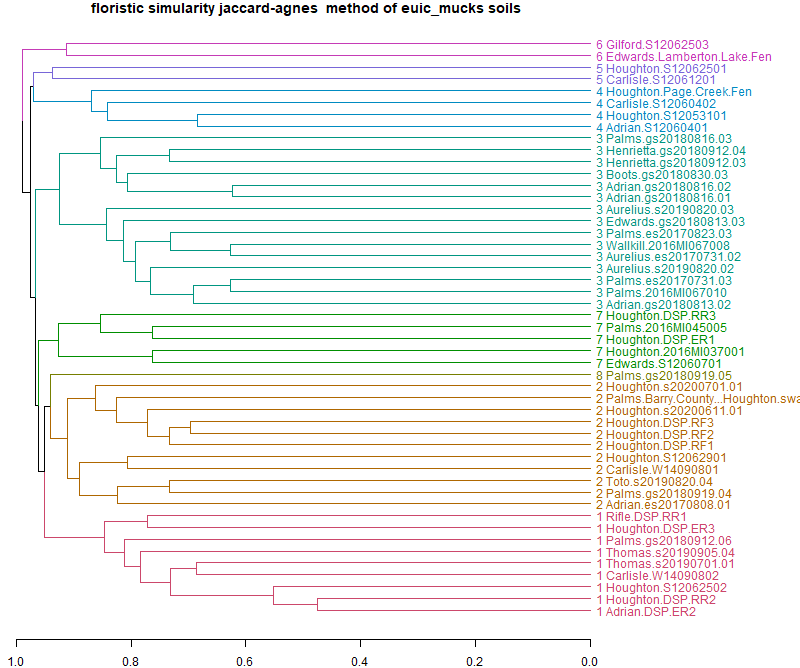 floristic simularity jaccard-agnes method of euic_mucks soils
6 Gilford.S12062503
6 Edwards.Lamberton.Lake.Fen
5 Houghton.S12062501
5 Carlisle.S12061201
4 Houghton.Page.Creek.Fen
4 Carlisle.S12060402
4 Houghton.S12053101
4 Adrian.S12060401
3 Palms.gs20180816.03
3 Henrietta.gs20180912.04
3 Henrietta.gs20180912.03
3 Boots.gs20180830.03
3 Adrian.gs20180816.02
3 Adrian.gs20180816.01
3 Aurelius.s20190820.03
3 Edwards.gs20180813.03
3 Palms.es20170823.03
3 Wallkill.2016MI067008
3 Aurelius.es20170731.02
3 Aurelius.s20190820.02
3 Palms.es20170731.03
3 Palms.2016MI067010
3 Adrian.gs20180813.02
7 Houghton.DSP.RR3
7 Palms.2016MI045005
7 Houghton.DSP.ER1
7 Houghton.2016MI037001
7 Edwards.S12060701
8 Palms.gs20180919.05
2 Houghton.s20200701.01
2 Palms.Barry.County...Houghton.swa
2 Houghton.s20200611.01
2 Houghton.DSP.RF3
2 Houghton.DSP.RF2
2 Houghton.DSP.RF1
2 Houghton.S12062901
2 Carlisle.W14090801
2 Toto.s20190820.04
2 Palms.gs20180919.04
2 Adrian.es20170808.01
1 Rifle.DSP.RR1
1 Houghton.DSP.ER3
1 Palms.gs20180912.06
1 Thomas.s20190905.04
1 Thomas.s20190701.01
1 Carlisle.W14090802
1 Houghton.S12062502
1 Houghton.DSP.RR2
1 Adrian.DSP.ER2
1.0 0.8 0.6 0.4 0.2 0.0